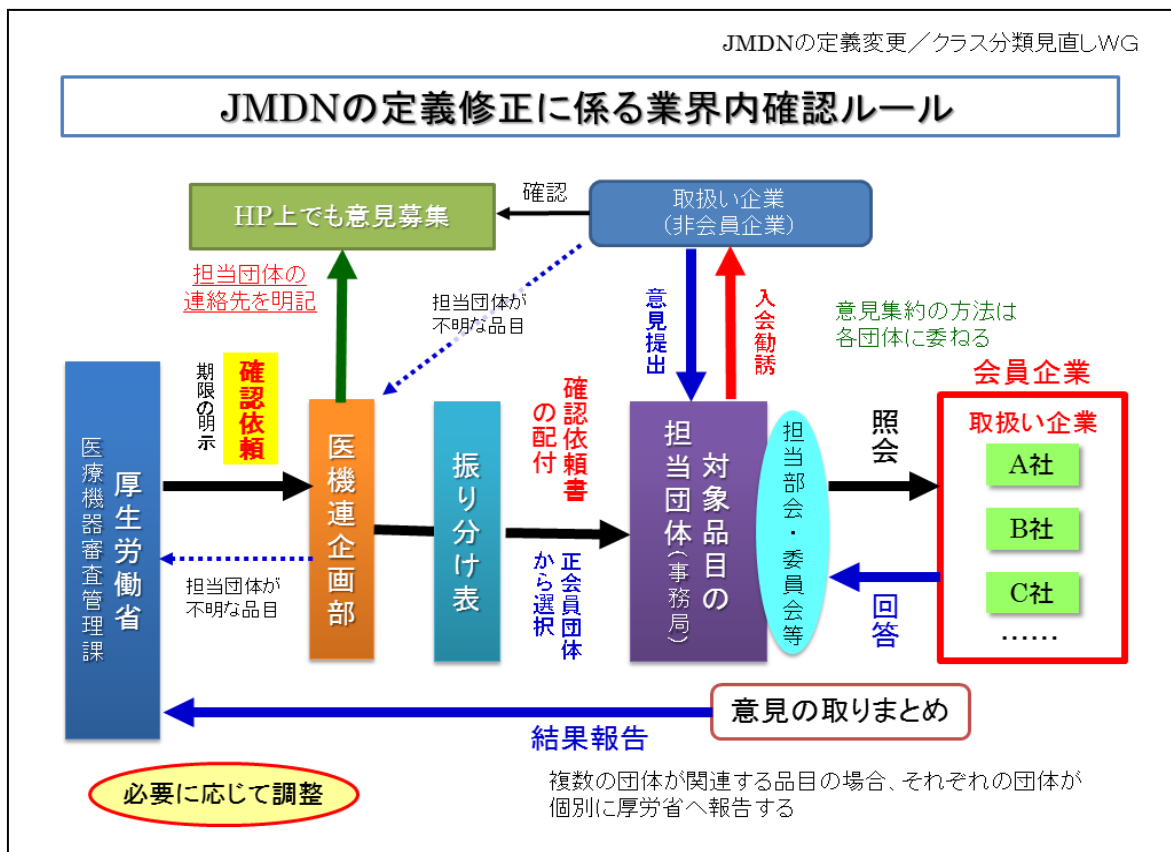 JMDNの定義変更／クラス分類見直しWG
JMDNの定義修正に係る業界内確認ルール
HP上でも意見募集
確認
取扱い企業
(非会員企業)
担当団体の
連絡先を明記
担当団体が
不明な品目
意見提出
入会勧誘
意見集約の方法は
各団体に委ねる
厚生労働省
医療機器審査管理課
期限の明示
確認依頼
担当団体が
不明な品目
医機連企画部
振り分け表
確認依頼書
の配付
正会員団体
から選択
対象品目の
担当団体(事務局)
担当部会・委員会等
照会
回答
会員企業
取扱い企業
A社
B社
C社
……
意見の取りまとめ
結果報告
必要に応じて調整
複数の団体が関連する品目の場合、それぞれの団体が
個別に厚労省へ報告する